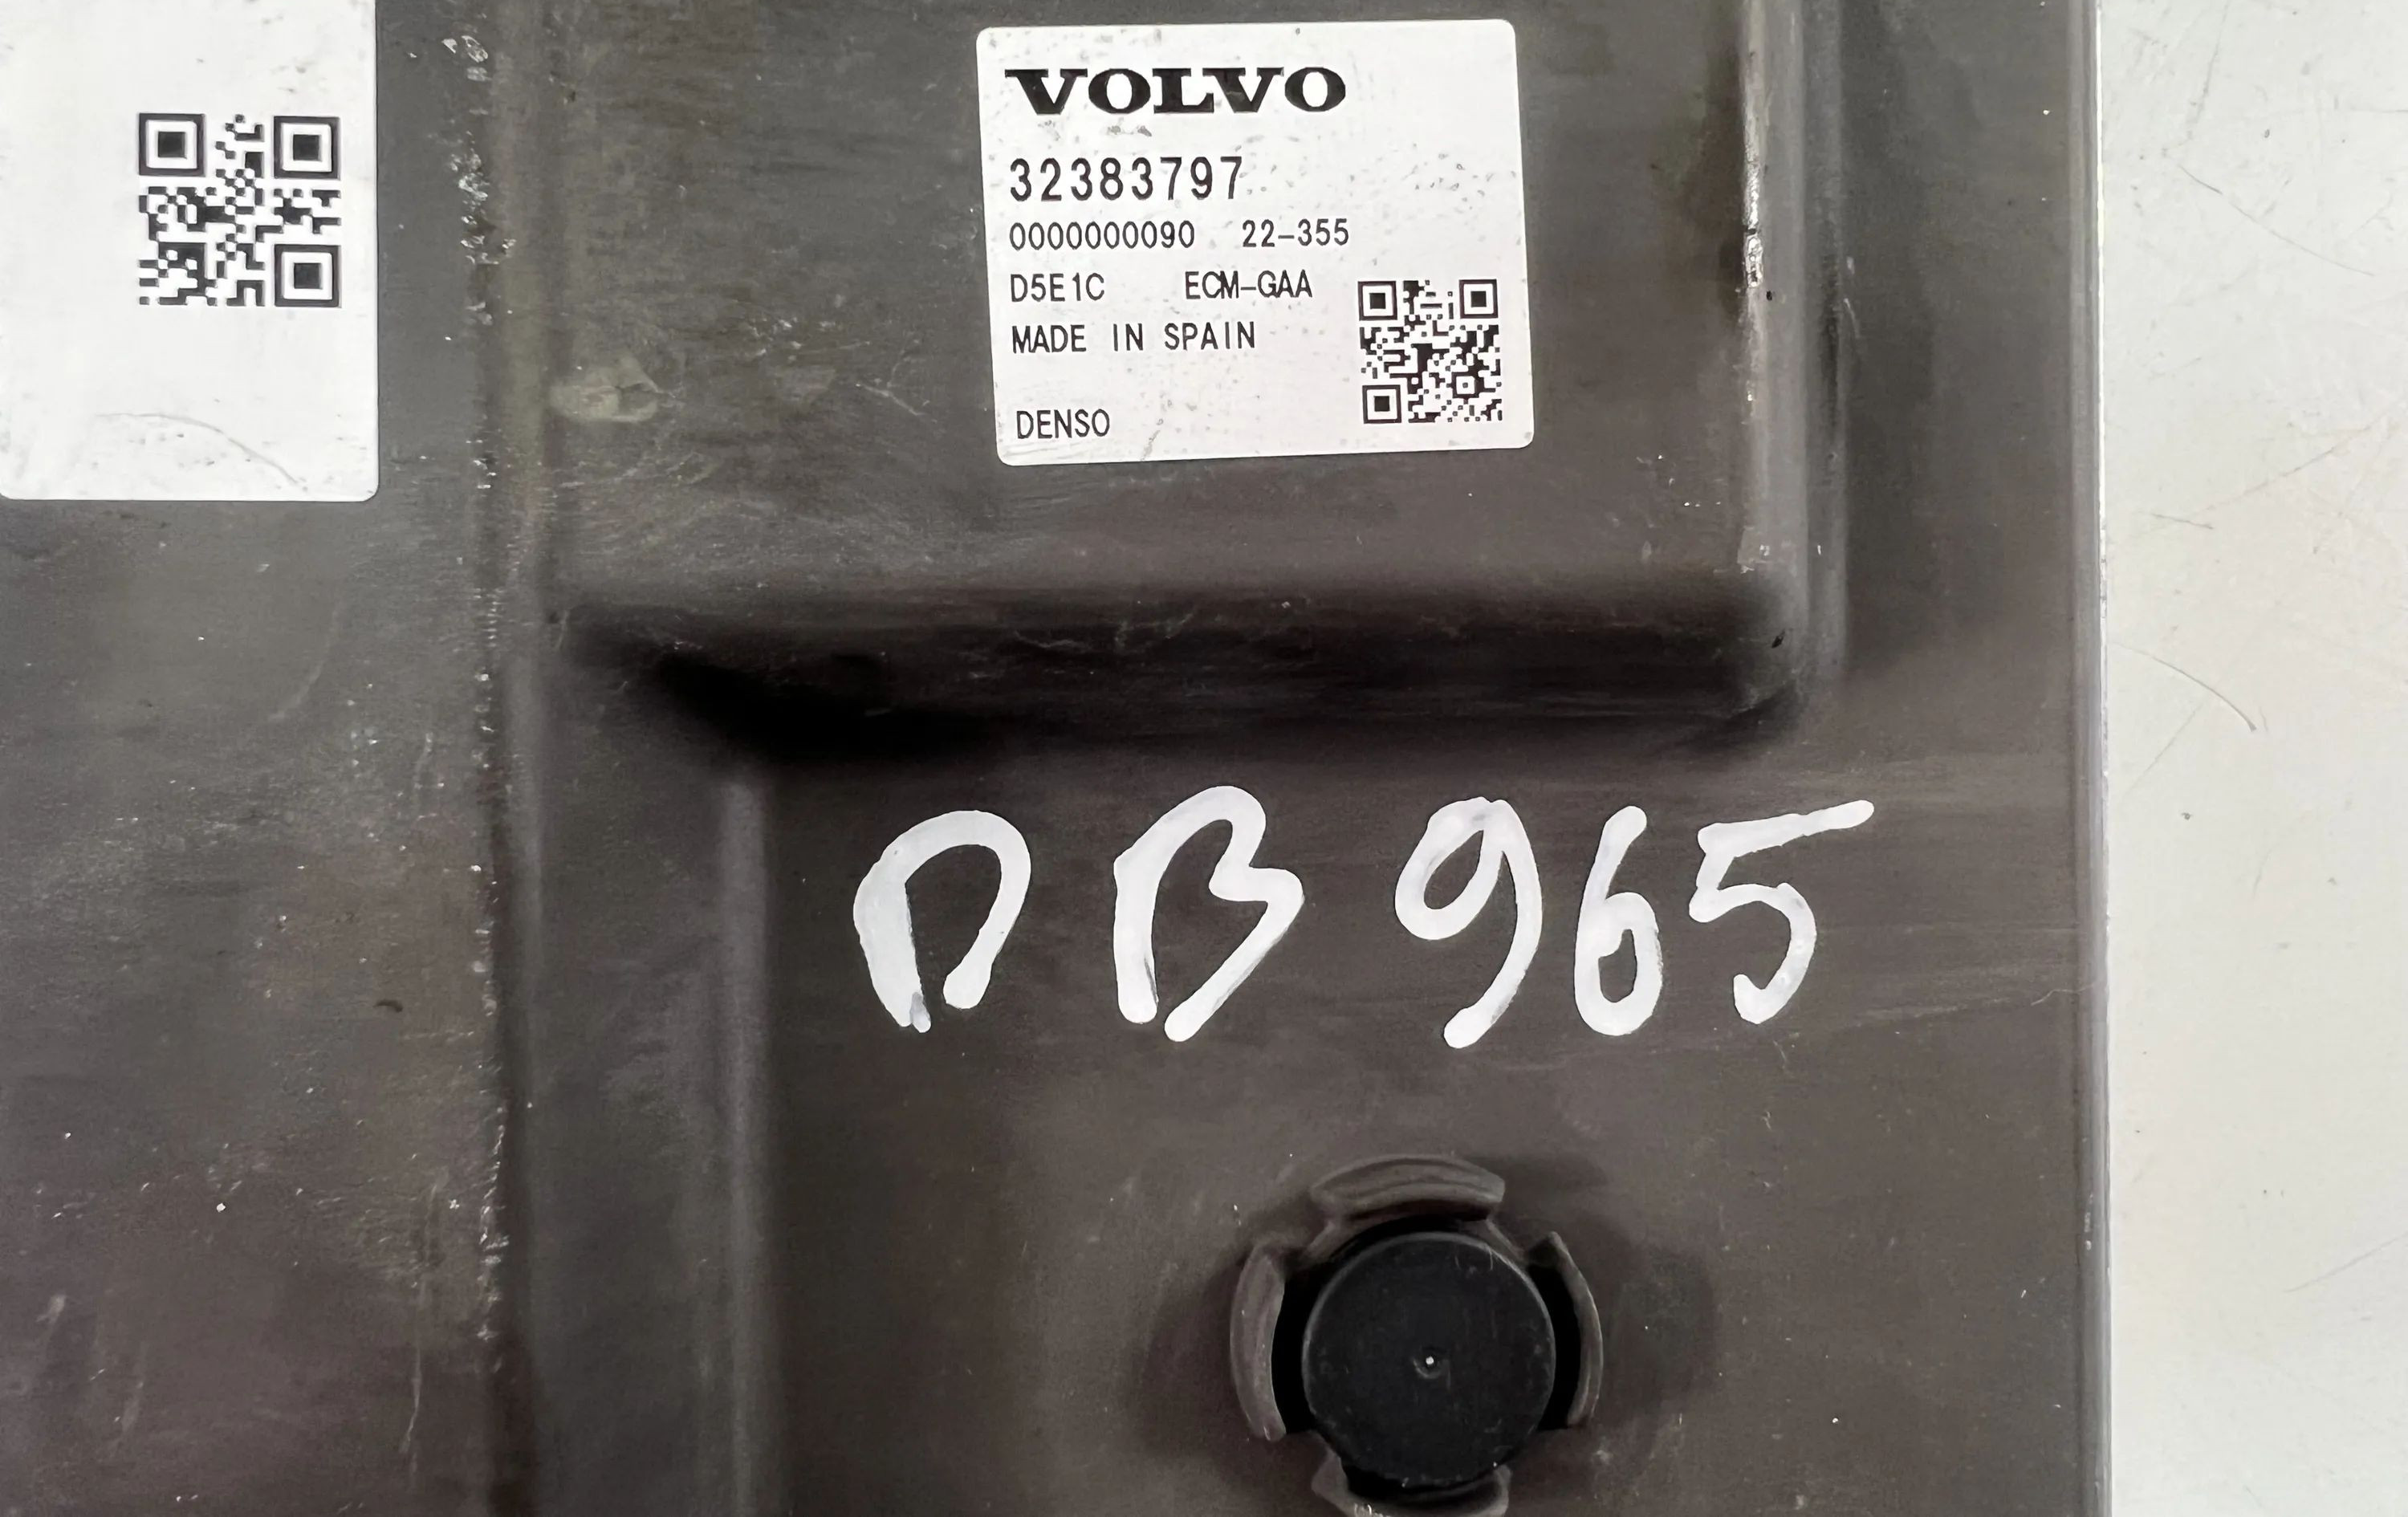 VOLVO
32383797
0000000090 22-355
D5E1C ECM-GAA
MADE IN SPAIN
DENSO
DB965